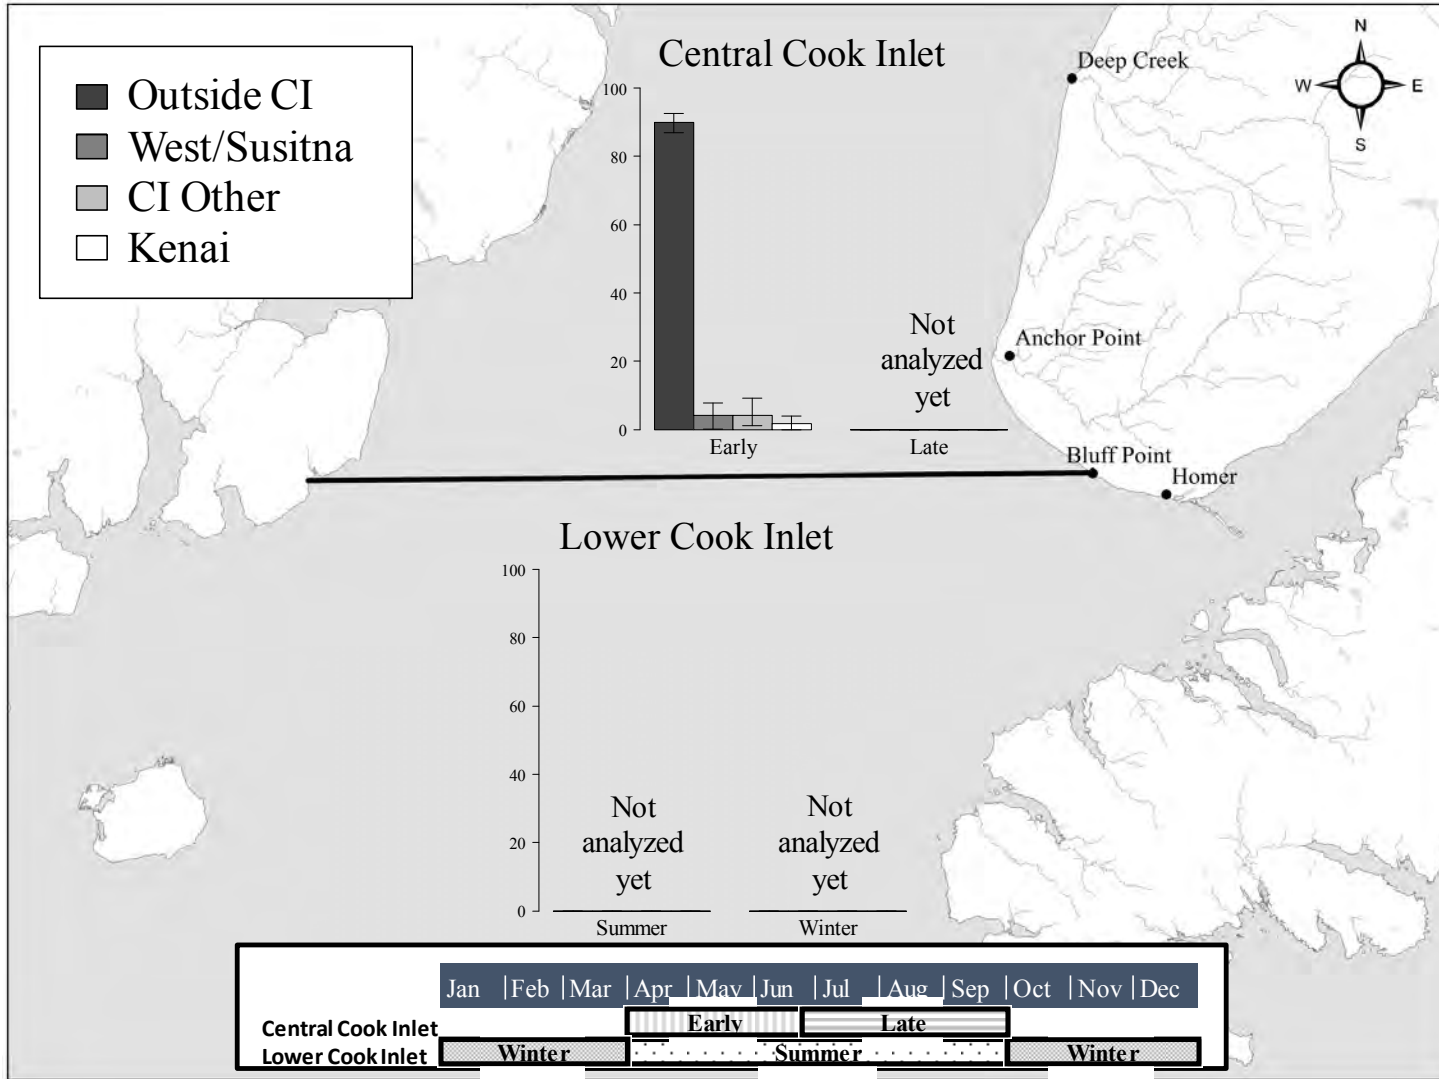 Outside CI
West/Susitna
CI Other
Kenai
Central Cook Inlet
100
80
60
40
20
0
Early
Not
analyzed
yet
Late
Deep Creek
N
W
E
S
Anchor Point
Bluff Point
Homer
Lower Cook Inlet
100
80
60
40
20
0
Not
analyzed
yet
Summer
Not
analyzed
yet
Winter
Jan |Feb |Mar |Apr |May |Jun |Jul |Aug |Sep |Oct |Nov |Dec
Central Cook Inlet Early Late
Lower Cook Inlet Winter Summer Winter